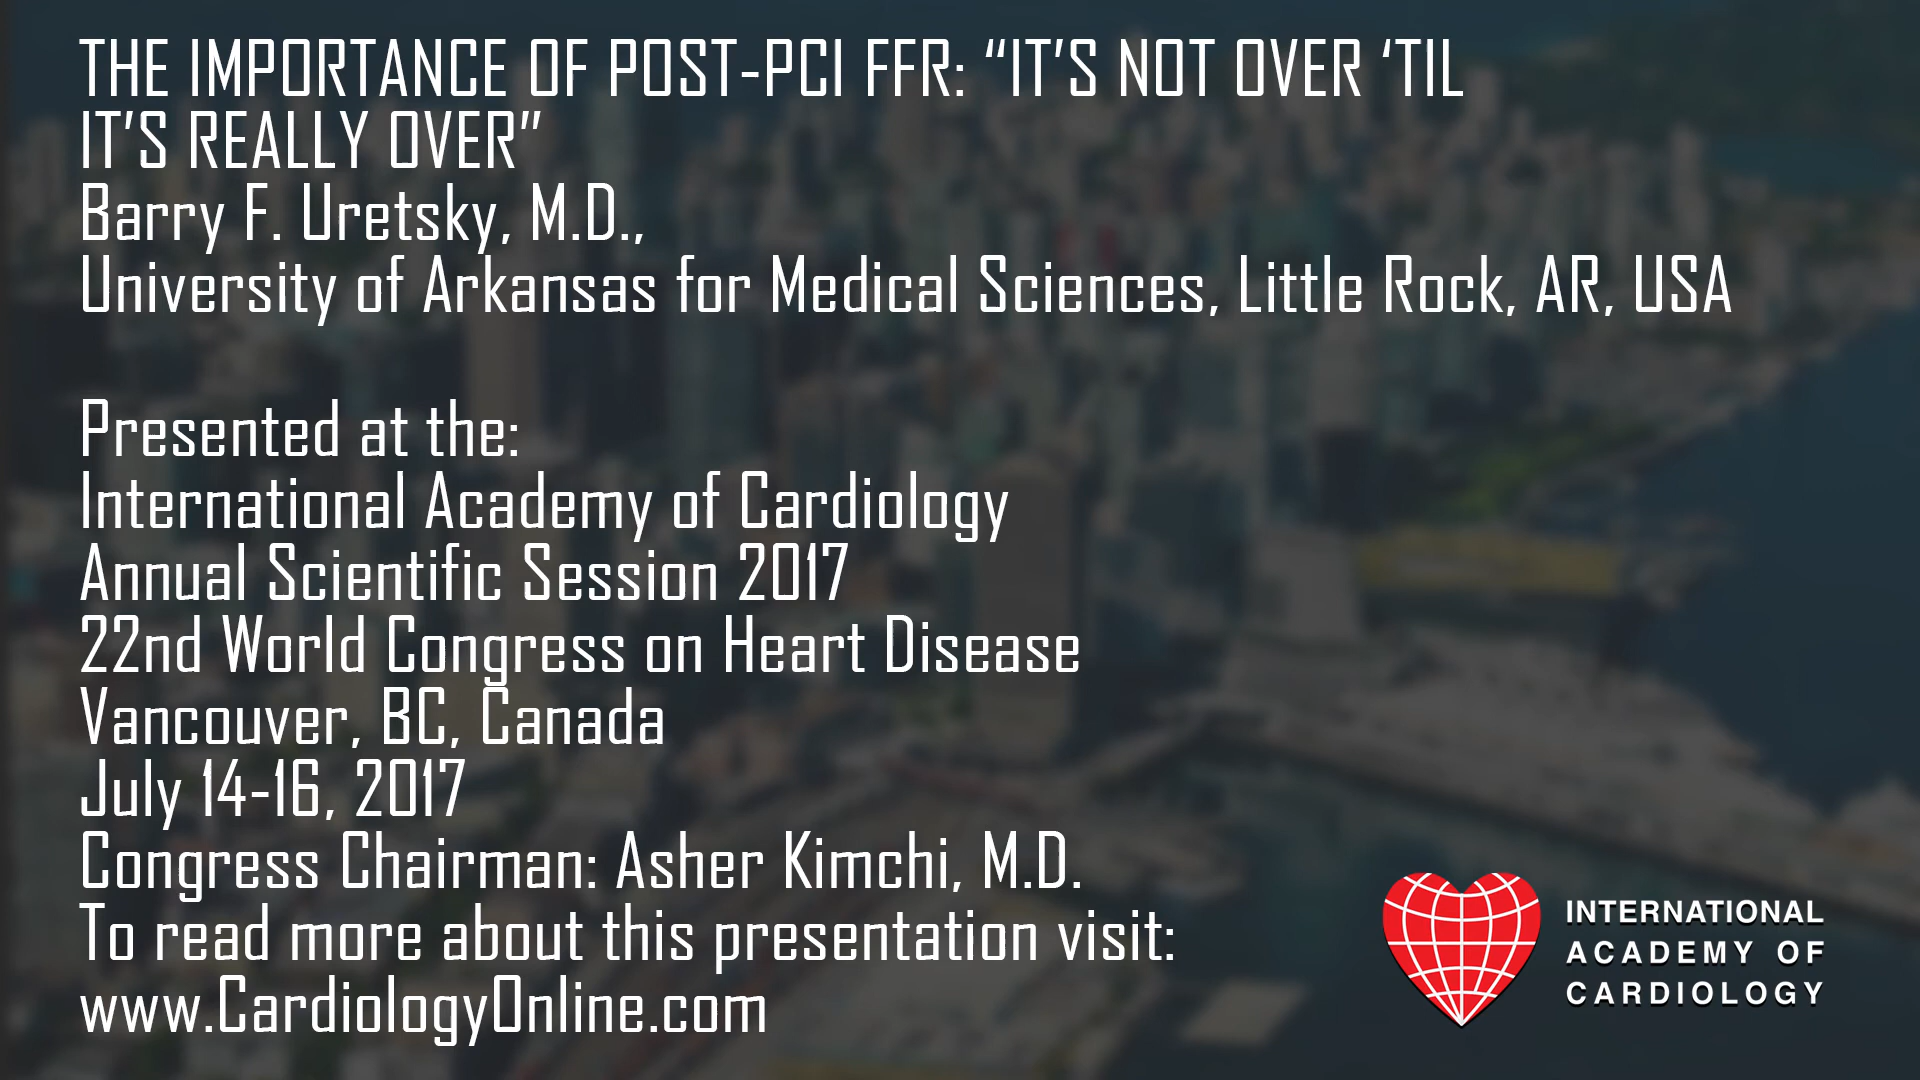 THE IMPORTANCE OF POST-PCI FFR: “IT’S NOT OVER ‘TIL
IT’S REALLY OVER”
Barry F. Uretsky, M.D.,
University of Arkansas for Medical Sciences, Little Rock, AR, USA
Presented at the:
International Academy of Cardiology
Annual Scientific Session 2017
22nd World Congress on Heart Disease
Vancouver, BC, Canada
July 14-16, 2017
Congress Chairman: Asher Kimchi, M.D.
To read more about this presentation visit:
www.CardiologyOnline.com
INTERNATIONAL
ACADEMY OF
CARDIOLOGY